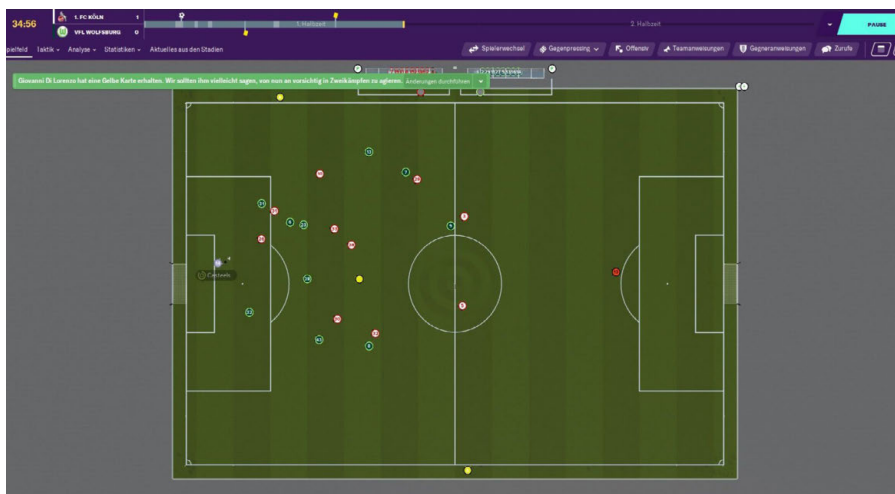 34:56
1. FC KÖLN 1
VFL WOLFSBURG 0
1. Halbzeit
2. Halbzeit
PAUSE
pielfeld Taktik Analyse Statistiken Aktuelles aus den Stadien
Spielerwechsel Gegenpressing Offensiv Teamanweisungen Gegneranweisungen Zurufe
Giovanni Di Lorenzo hat eine Gelbe Karte erhalten. Wir sollten ihm vielleicht sagen, von nun an vorsichtig in Zweikämpfen zu agieren. Änderungen durchführen
Casteels